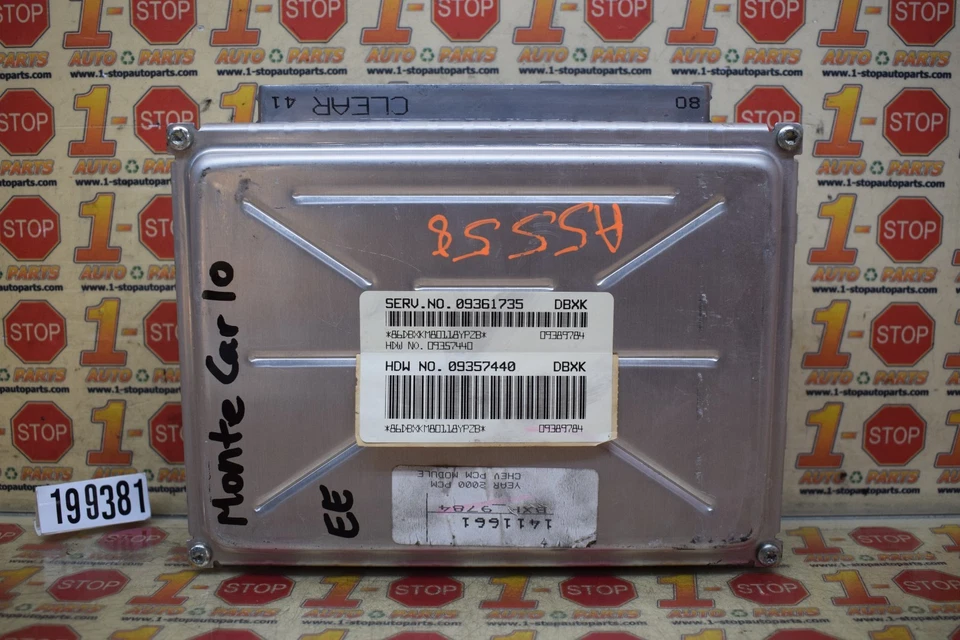 CLEAR 41
80
A5558
SERV.NO. 09361735 DBXK
*86DBXKM80118YPZB* 09389784
HDW NO. 09357440
HDW NO. 09357440 DBXK
*86DBXKM80118YPZB* 09389784
Monte Carlo
EE
199381
14111661
BXK 9784
YEAR 2000 PCM
CHEV PCM MODULE
1-STOP
AUTO PARTS
www.1-stopautoparts.com